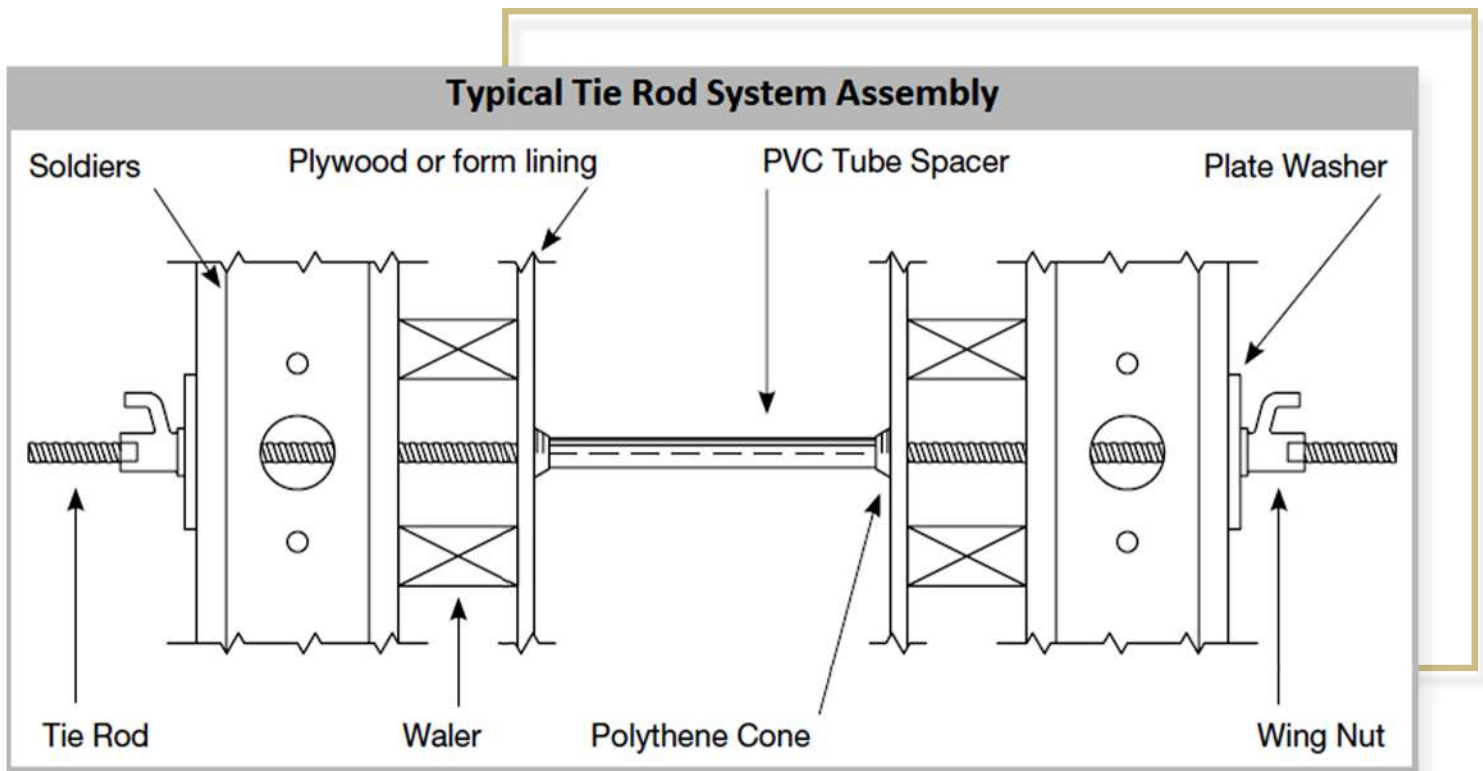 Typical Tie Rod System Assembly
Soldiers
Plywood or form lining
PVC Tube Spacer
Plate Washer
Tie Rod
Waler
Polythene Cone
Wing Nut